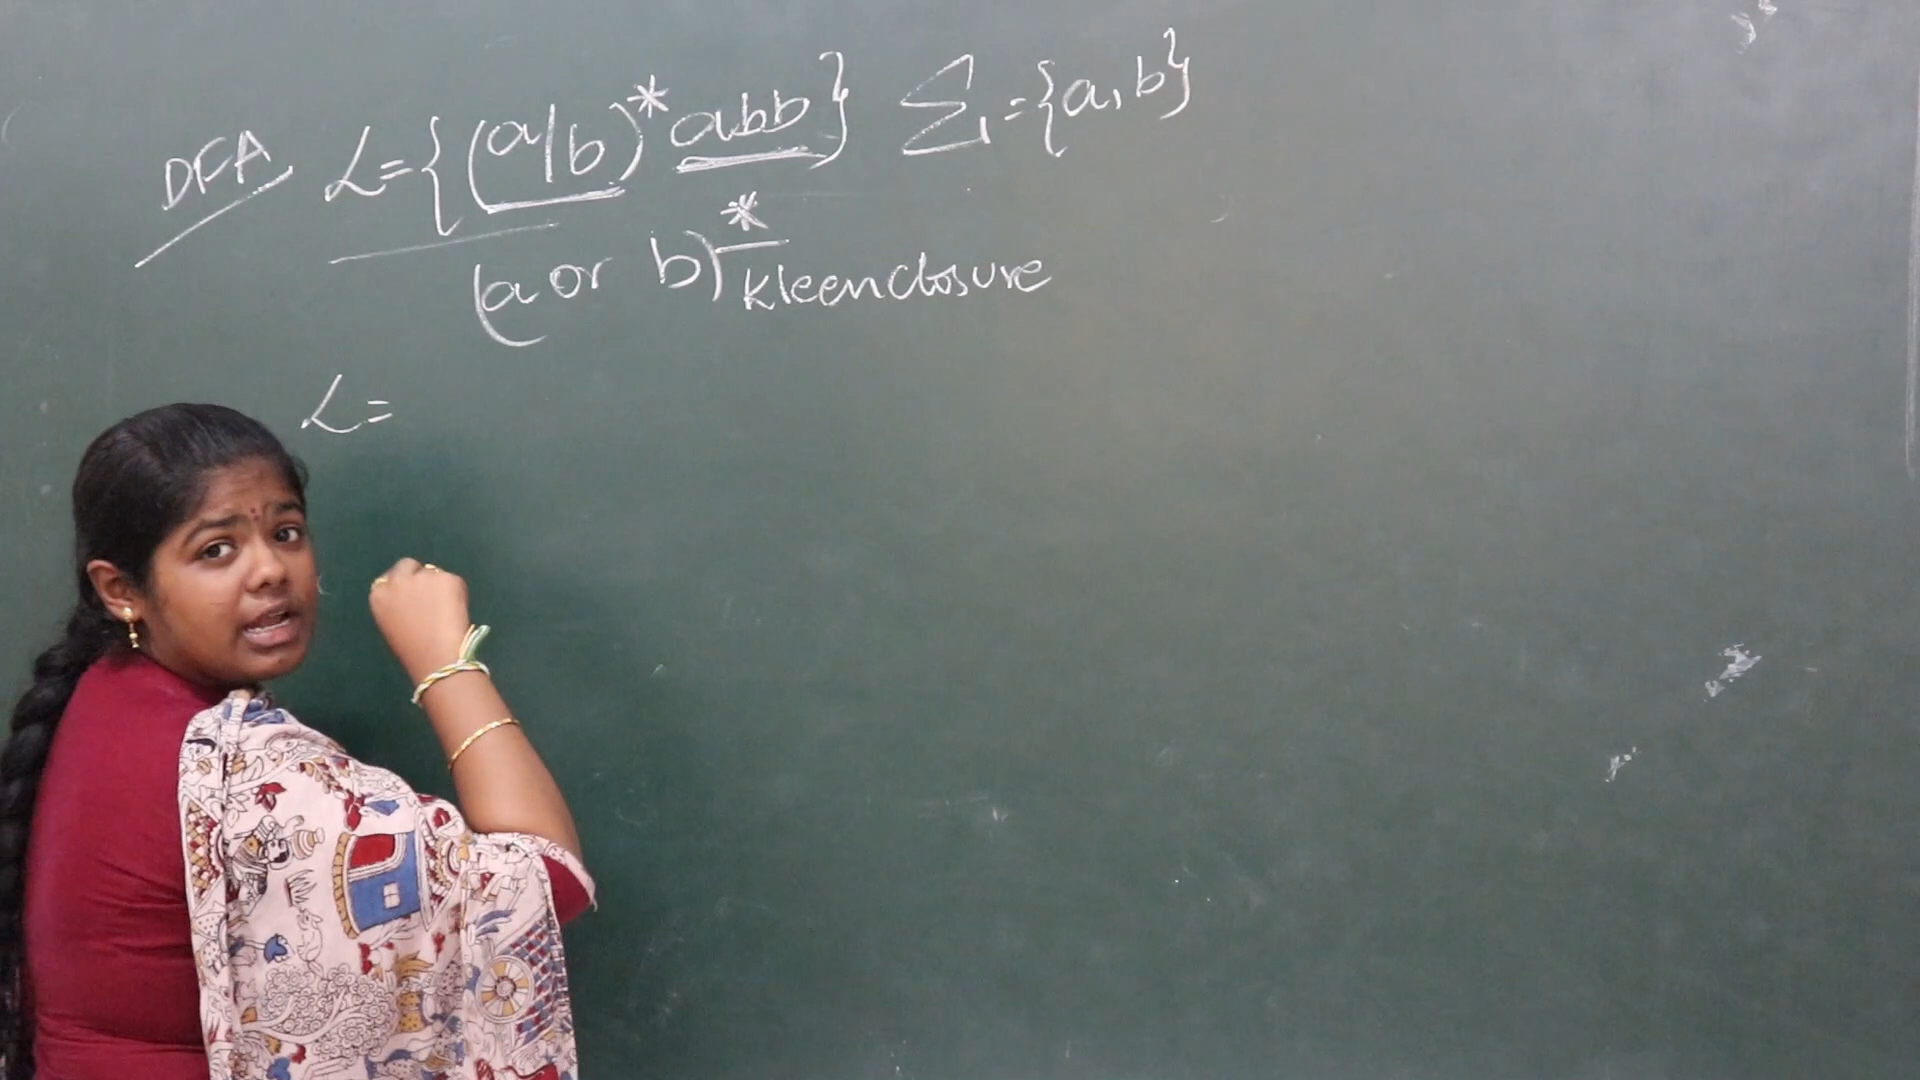 DFA L={(a/b)*abb} Σ={a,b}
(a or b)* kleenclosure
L=